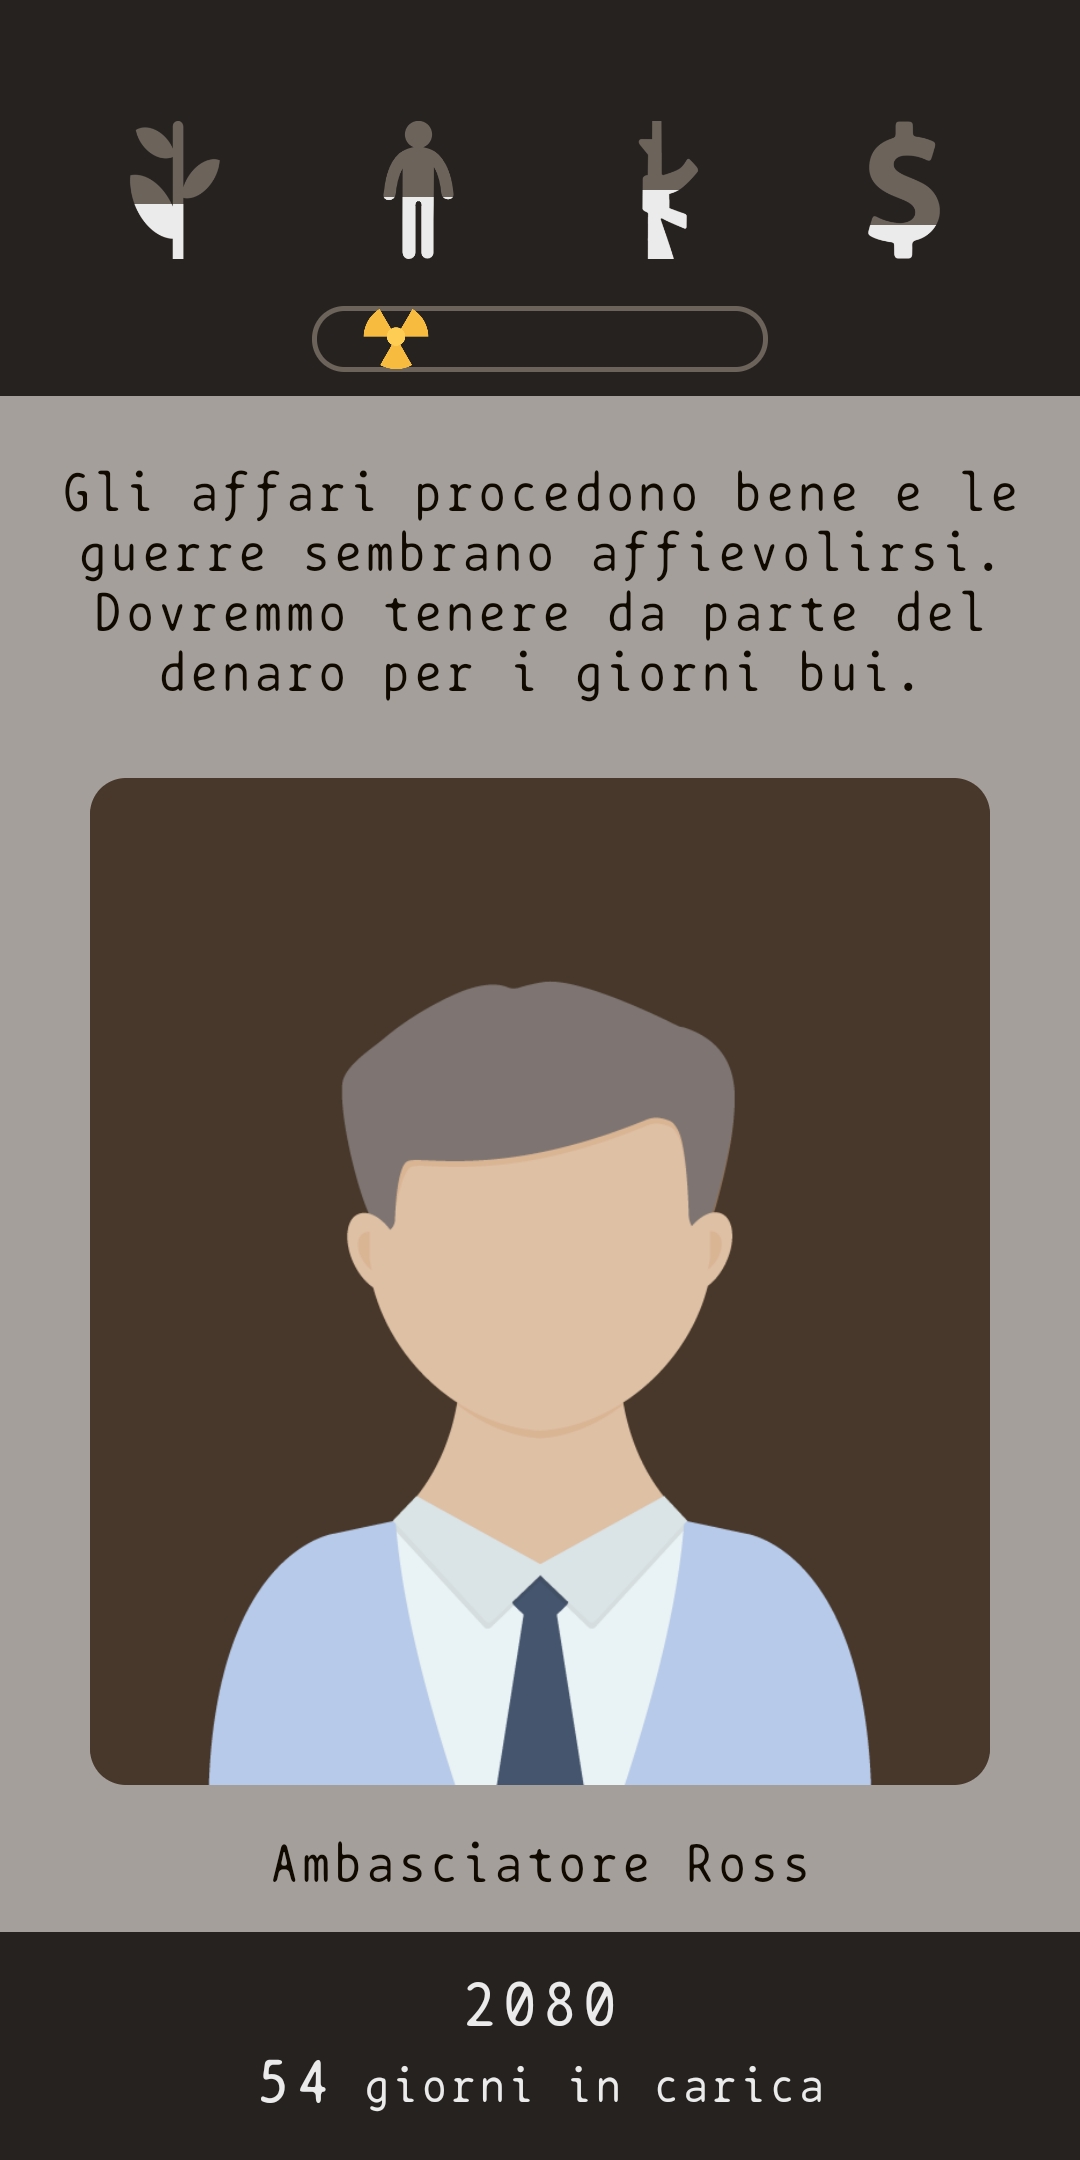 Gli affari procedono bene e le
guerre sembrano affievolirsi.
Dovremmo tenere da parte del
denaro per i giorni bui.
Ambasciatore Ross
2080
54 giorni in carica